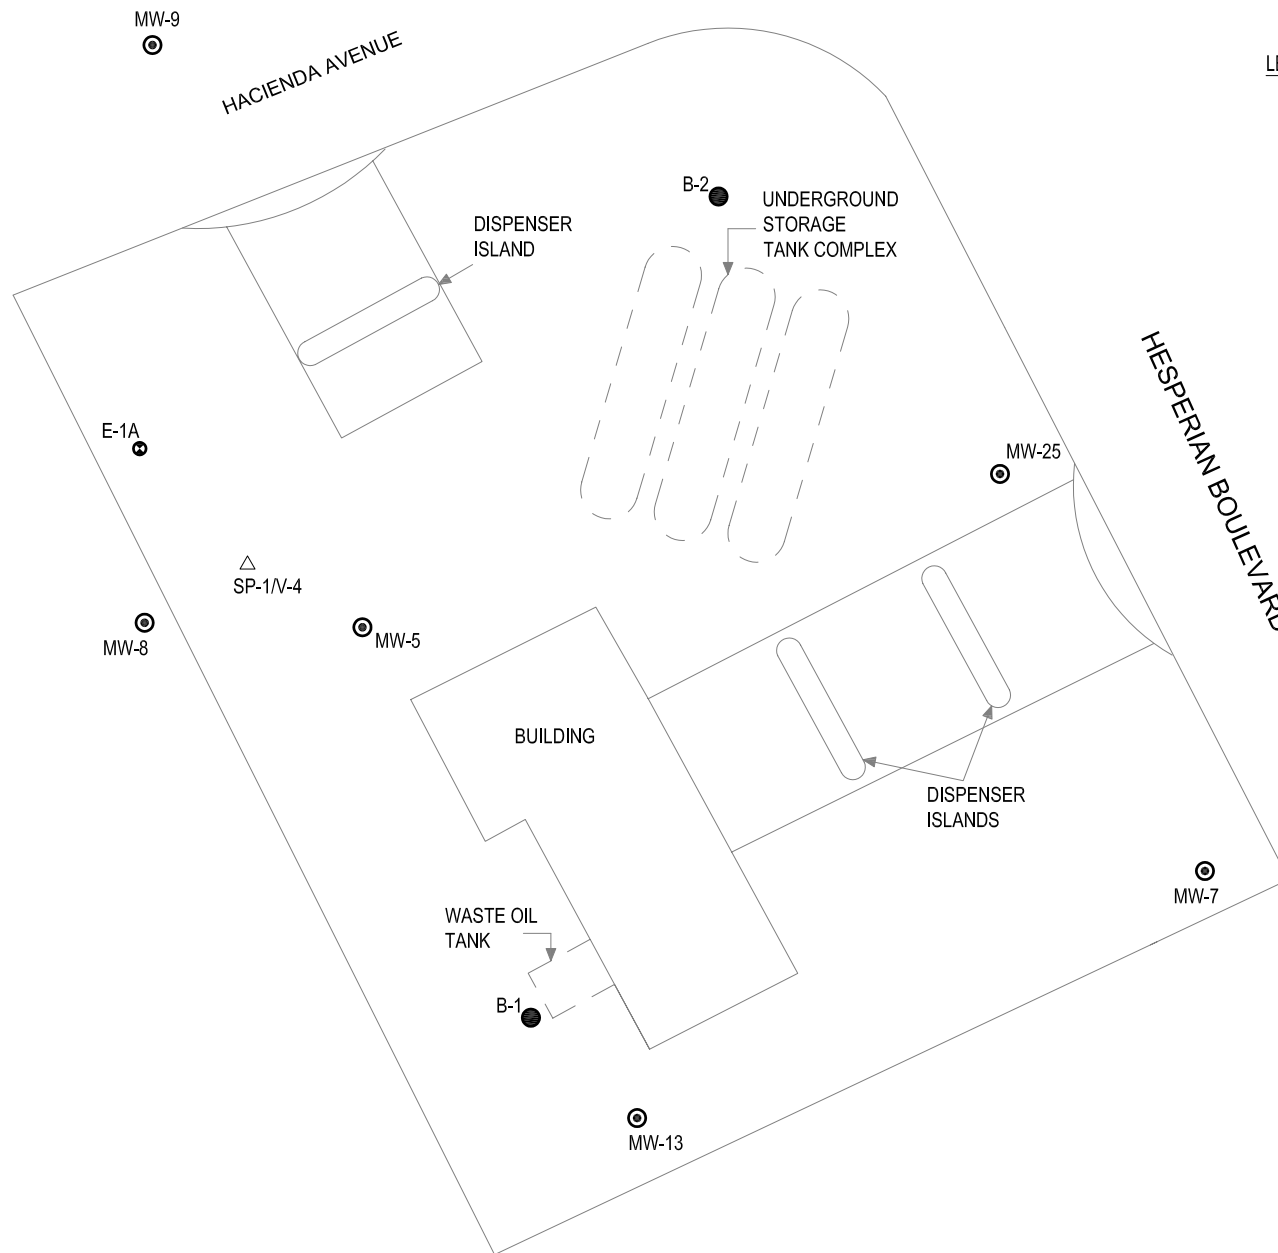 MW-9
HACIENDA AVENUE
LE
B-2
UNDERGROUND
STORAGE
TANK COMPLEX
DISPENSER
ISLAND
HESPERIAN BOULEVARD
E-1A
MW-25
SP-1/V-4
MW-8
MW-5
BUILDING
DISPENSER
ISLANDS
MW-7
WASTE OIL
TANK
B-1
MW-13